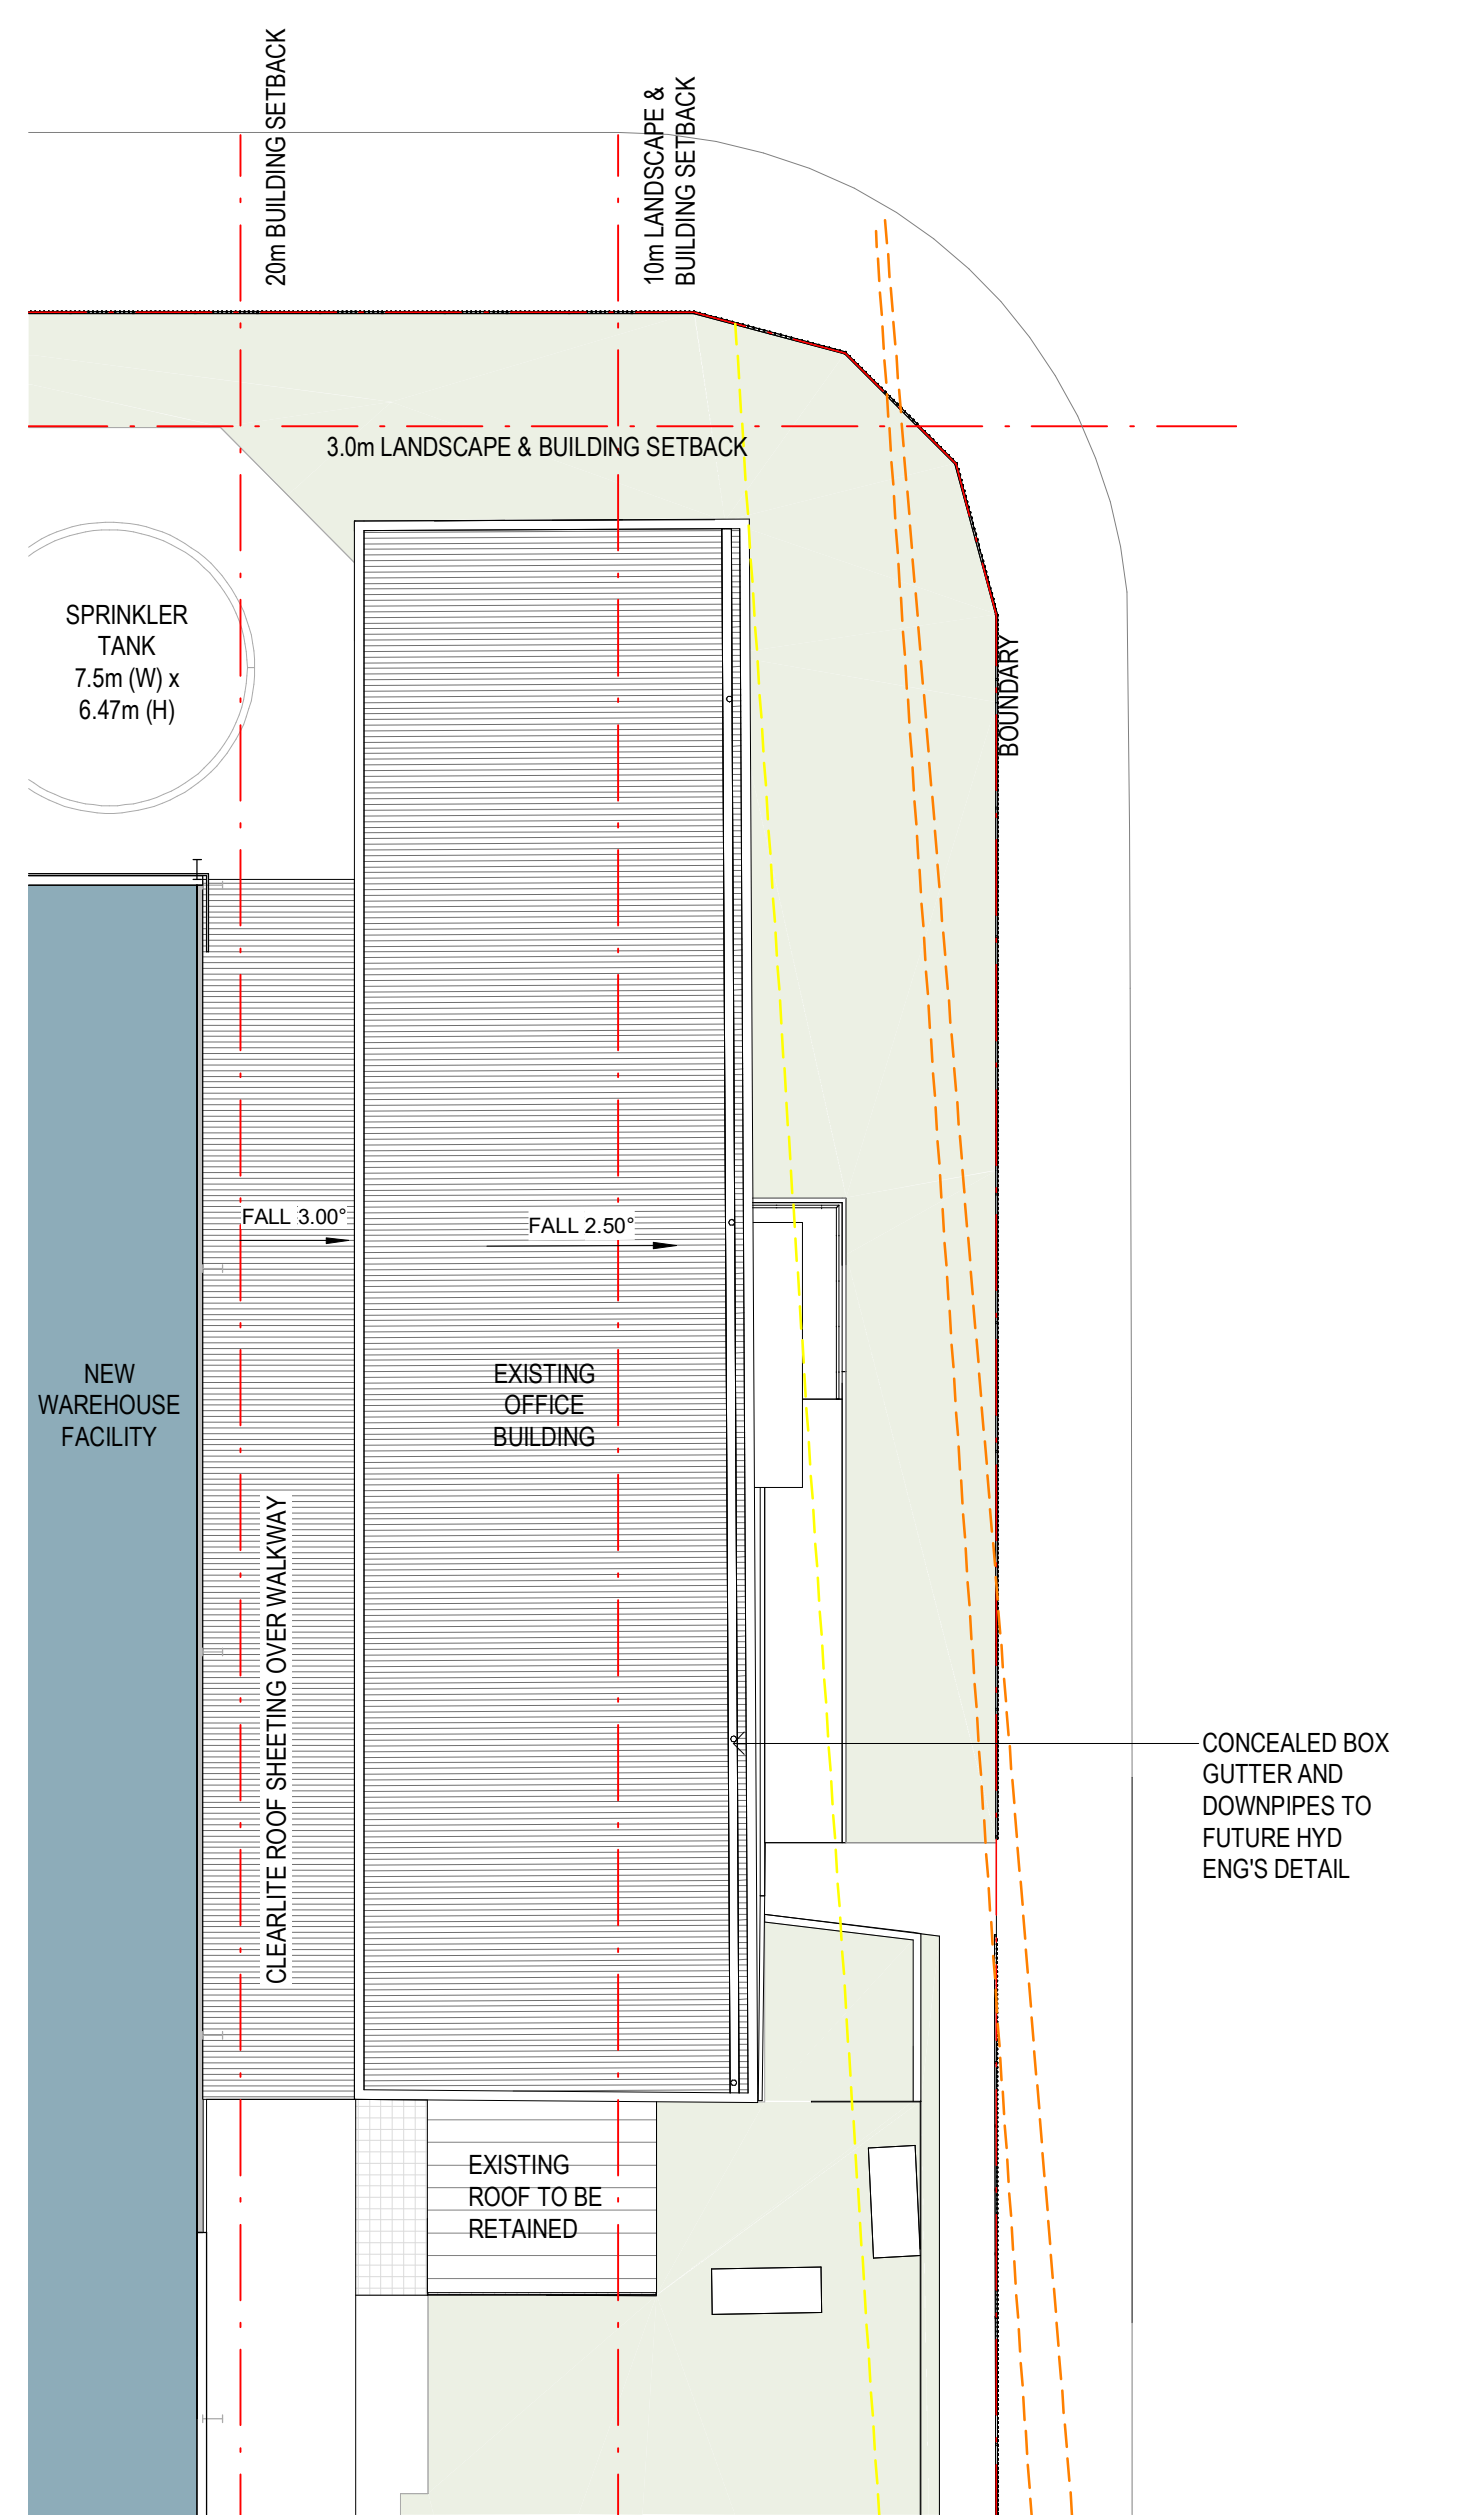 20m BUILDING SETBACK
10m LANDSCAPE &
BUILDING SETBACK
3.0m LANDSCAPE & BUILDING SETBACK
SPRINKLER
TANK
7.5m (W) x
6.47m (H)
BOUNDARY
FALL 3.00°
FALL 2.50°
NEW
WAREHOUSE
FACILITY
EXISTING
OFFICE
BUILDING
CLEARLITE ROOF SHEETING OVER WALKWAY
CONCEALED BOX
GUTTER AND
DOWNPIPES TO
FUTURE HYD
ENG'S DETAIL
EXISTING
ROOF TO BE
RETAINED